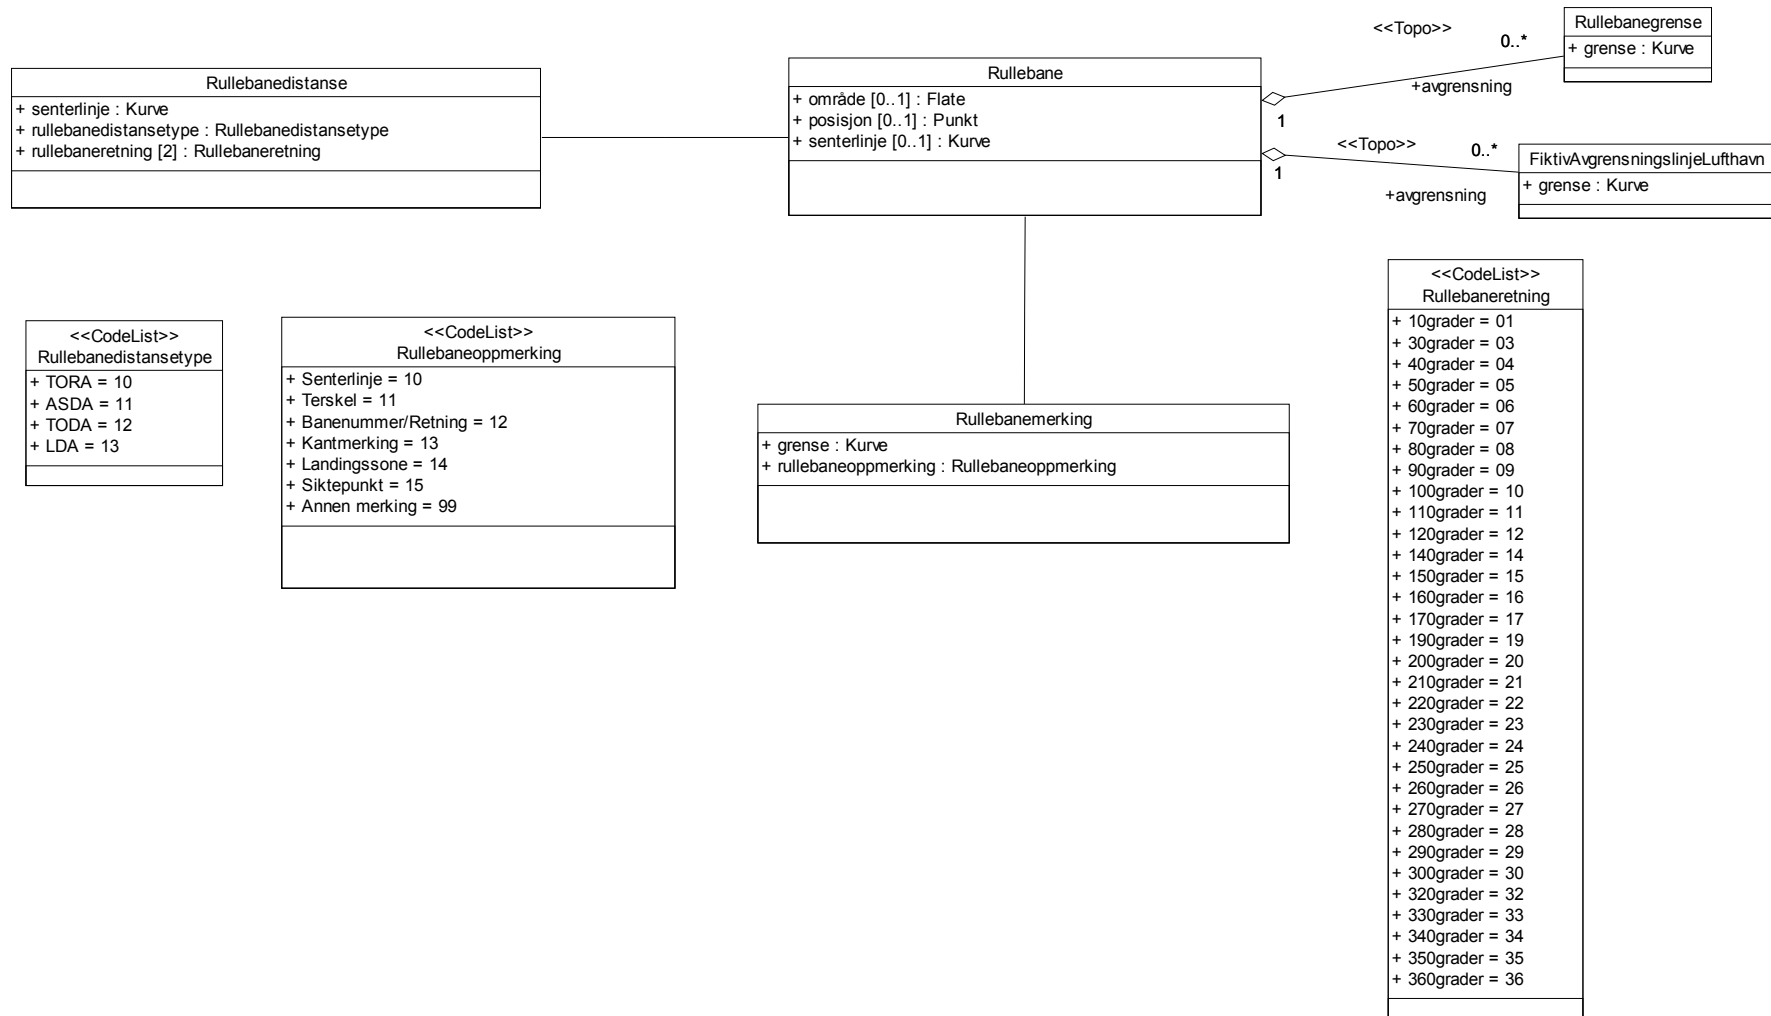 Rullebanedistanse
+ senterlinje : Kurve
+ rullebanedistansetype : Rullebanedistansetype
+ rullebaneretning [2] : Rullebaneretning
Rullebane
+ område [0..1] : Flate
+ posisjon [0..1] : Punkt
+ senterlinje [0..1] : Kurve
<<Topo>>
0..*
+avgrensning
1
Rullebanegrense
+ grense : Kurve
<<Topo>>
0..*
+avgrensning
1
FiktivAvgrensningslinjeLufthavn
+ grense : Kurve
<<CodeList>>
Rullebanedistansetype
+ TORA = 10
+ ASDA = 11
+ TODA = 12
+ LDA = 13
<<CodeList>>
Rullebaneoppmerking
+ Senterlinje = 10
+ Terskel = 11
+ Banenummer/Retning = 12
+ Kantmerking = 13
+ Landingssone = 14
+ Siktepunkt = 15
+ Annen merking = 99
Rullebanemerking
+ grense : Kurve
+ rullebaneoppmerking : Rullebaneoppmerking
<<CodeList>>
Rullebaneretning
+ 10grader = 01
+ 30grader = 03
+ 40grader = 04
+ 50grader = 05
+ 60grader = 06
+ 70grader = 07
+ 80grader = 08
+ 90grader = 09
+ 100grader = 10
+ 110grader = 11
+ 120grader = 12
+ 140grader = 14
+ 150grader = 15
+ 160grader = 16
+ 170grader = 17
+ 190grader = 19
+ 200grader = 20
+ 210grader = 21
+ 220grader = 22
+ 230grader = 23
+ 240grader = 24
+ 250grader = 25
+ 260grader = 26
+ 270grader = 27
+ 280grader = 28
+ 290grader = 29
+ 300grader = 30
+ 320grader = 32
+ 330grader = 33
+ 340grader = 34
+ 350grader = 35
+ 360grader = 36